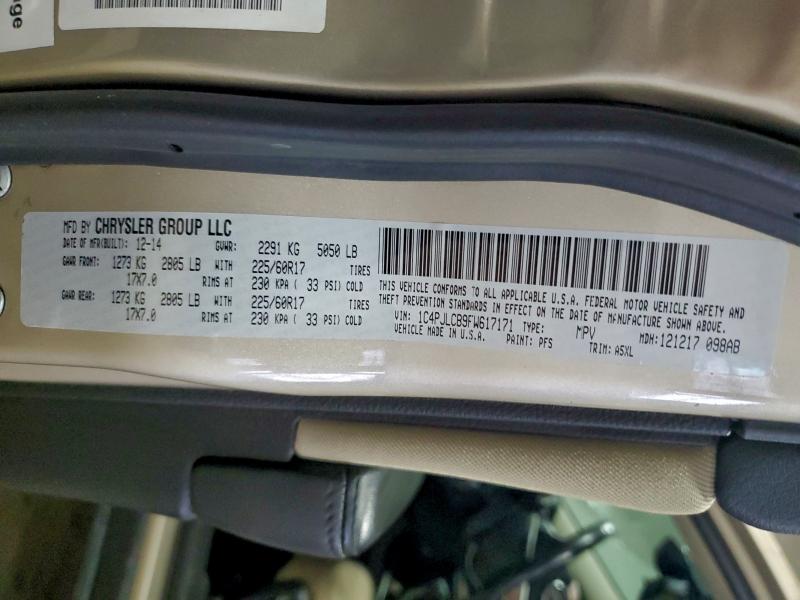 age
MFD BY CHRYSLER GROUP LLC
DATE OF MFR(BUILT): 12-14 GVWR: 2291 KG 5050 LB
GAWR FRONT: 1273 KG 2805 LB WITH 225/60R17 TIRES
17X7.0 RIMS AT 230 KPA ( 33 PSI) COLD
GAWR REAR: 1273 KG 2805 LB WITH 225/60R17 TIRES
17X7.0 RIMS AT 230 KPA ( 33 PSI) COLD
THIS VEHICLE CONFORMS TO ALL APPLICABLE U.S.A. FEDERAL MOTOR VEHICLE SAFETY AND
THEFT PREVENTION STANDARDS IN EFFECT ON THE DATE OF MANUFACTURE SHOWN ABOVE.
VIN: 1C4PJLCB9FW617171 TYPE: MPV MDH: 121217 098AB
VEHICLE MADE IN U.S.A. PAINT: PFS TRIM: A5XL